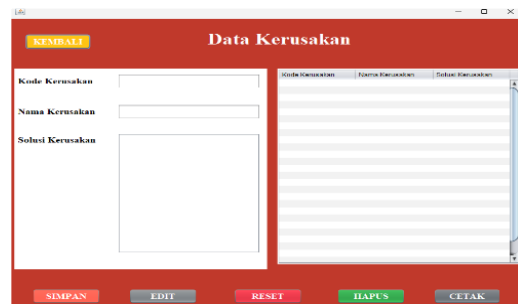 KEMBALI
Data Kerusakan
Kode Kerusakan
Nama Kerusakan
Solusi Kerusakan
Kode Kerusakan Nama Kerusakan Solusi Kerusakan
SIMPAN EDIT RESET HAPUS CETAK